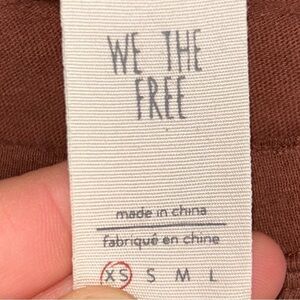 WE THE
FREE
made in china
fabriqué en chine
XS S M L